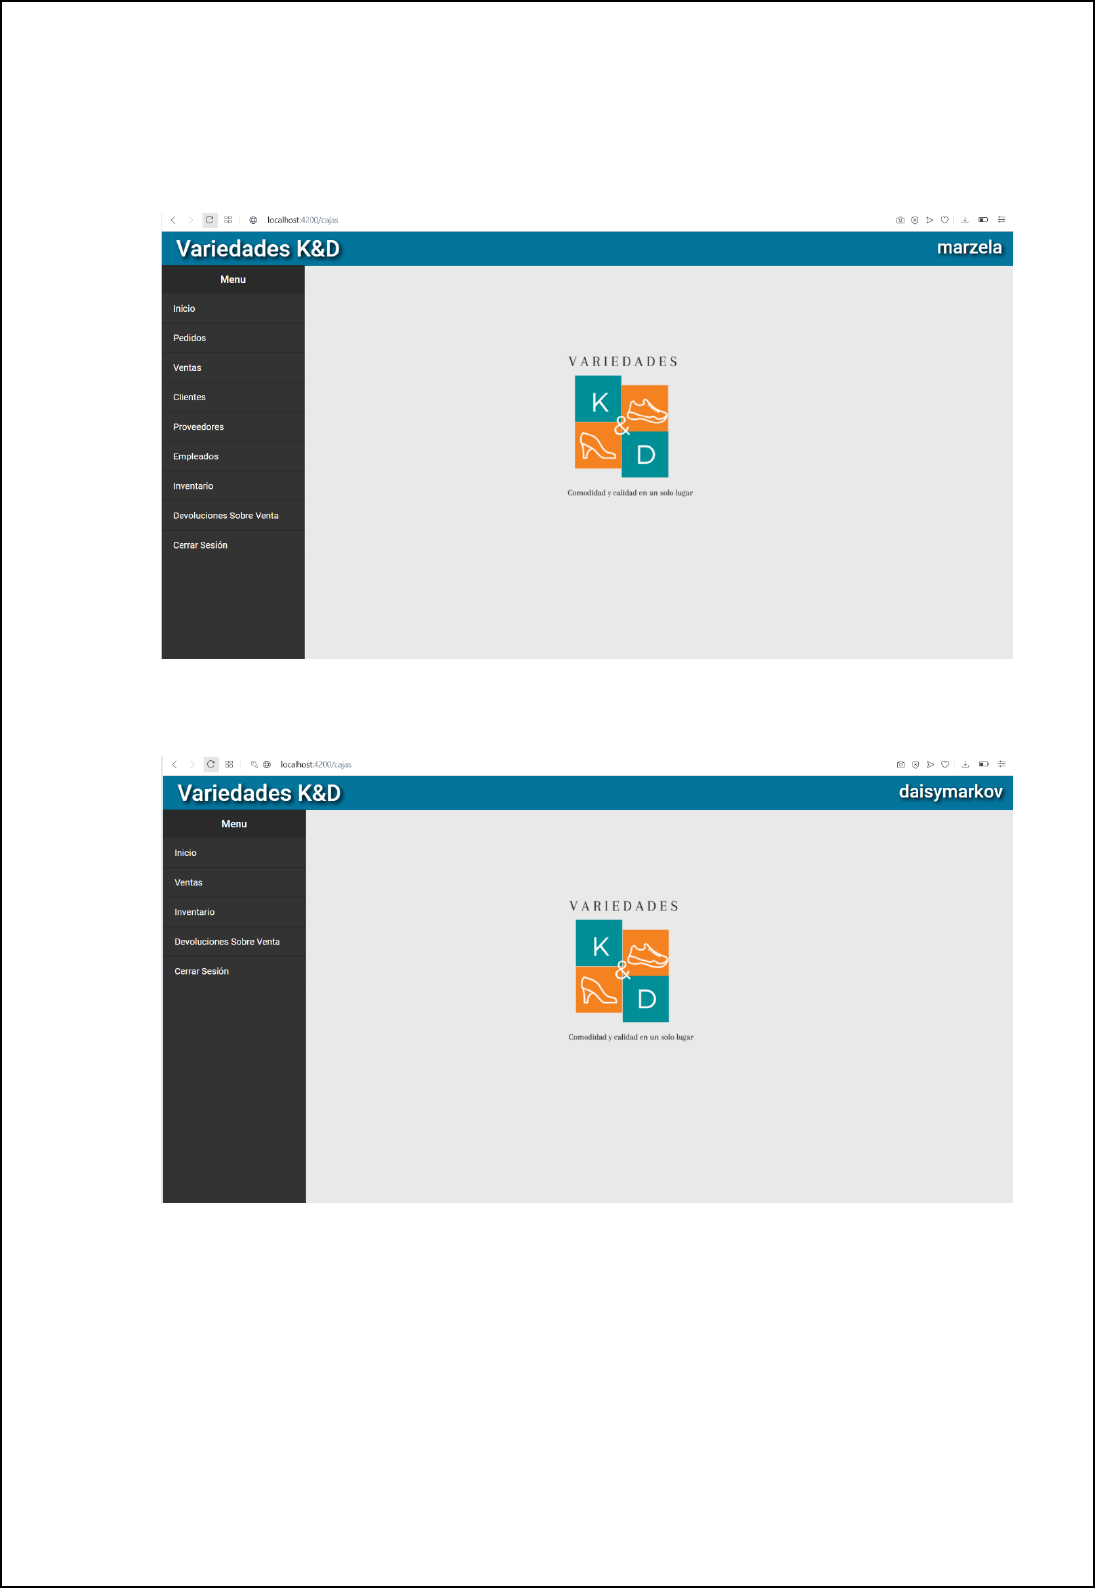 localhost:4200/cajas
Variedades K&D
marzela
Menu
Inicio
Pedidos
Ventas
Clientes
Proveedores
Empleados
Inventario
Devoluciones Sobre Venta
Cerrar Sesión
VARIEDADES
K
&
D
Comodidad y calidad en un solo lugar
localhost:4200/cajas
Variedades K&D
daisymarkov
Menu
Inicio
Ventas
Inventario
Devoluciones Sobre Venta
Cerrar Sesión
VARIEDADES
K
&
D
Comodidad y calidad en un solo lugar